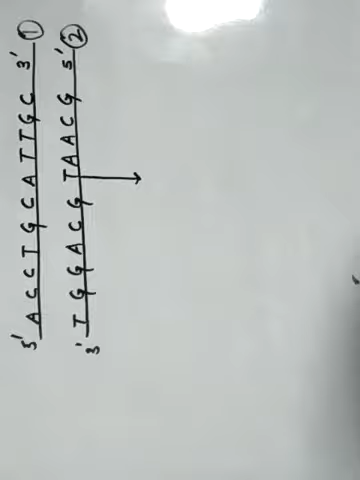 5' A C C T G C A T T G C 3' ①
3' T G G A C G T A A C G 5' ②